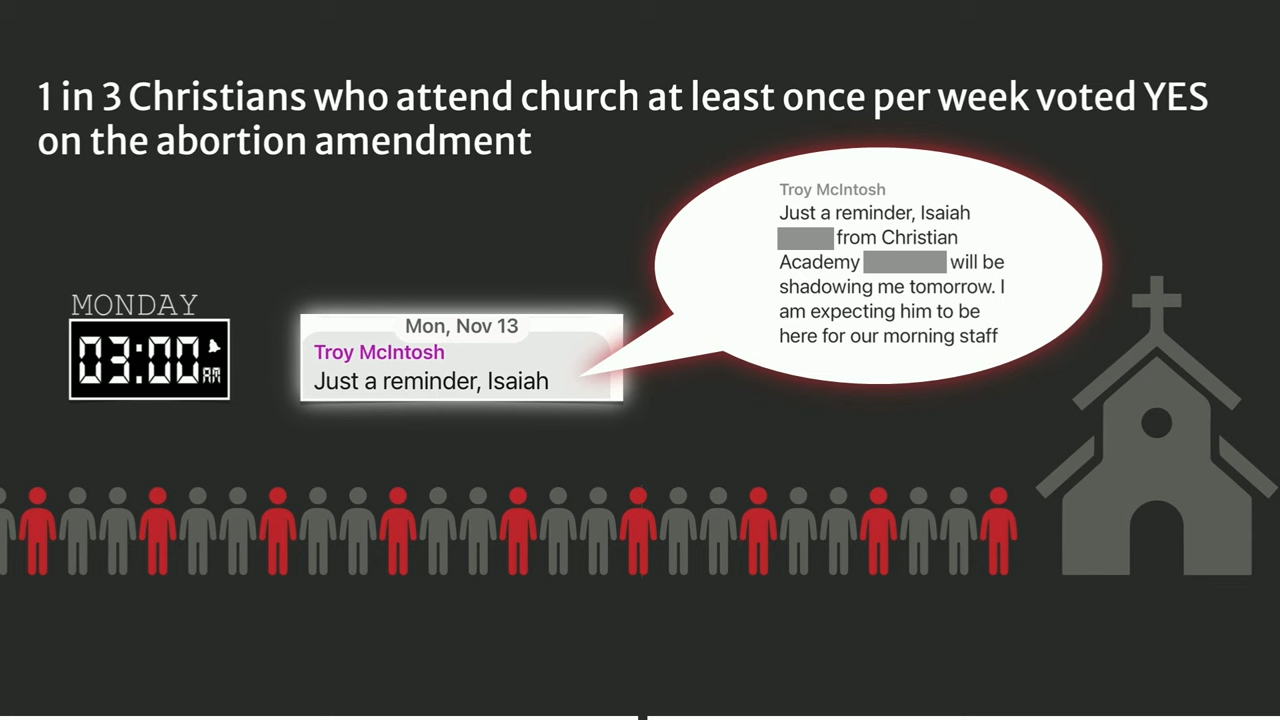 1 in 3 Christians who attend church at least once per week voted YES
on the abortion amendment
MONDAY
03:00 AM
Mon, Nov 13
Troy McIntosh
Just a reminder, Isaiah
Troy McIntosh
Just a reminder, Isaiah
from Christian
Academy will be
shadowing me tomorrow. I
am expecting him to be
here for our morning staff